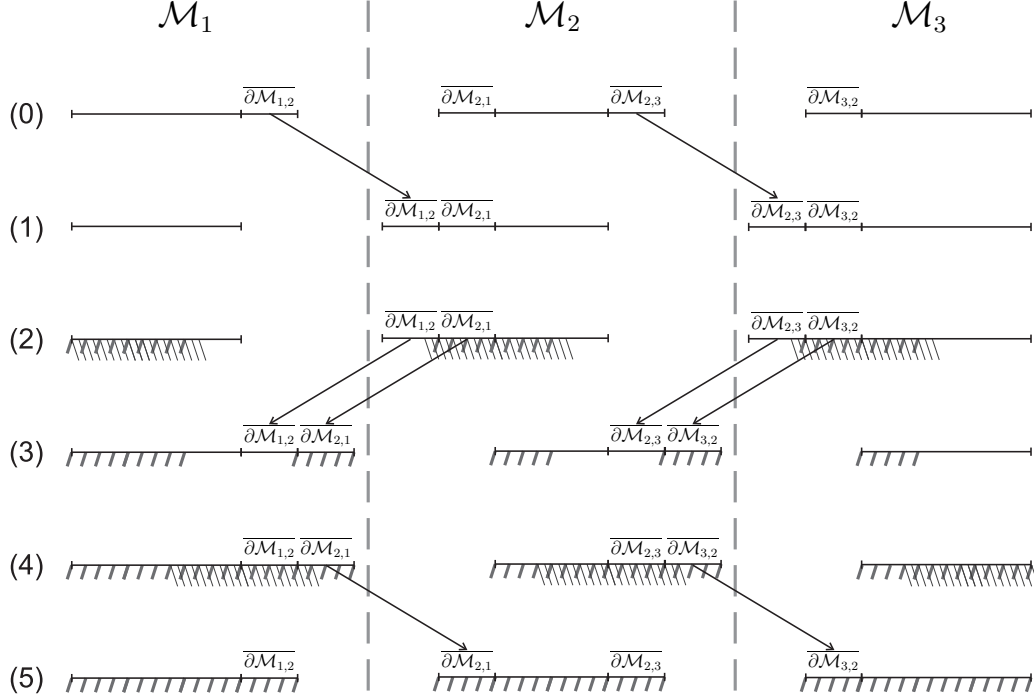 ℳ₁ ℳ₂ ℳ₃
(0) ∂ℳ₁,₂ ∂ℳ₂,₁ ∂ℳ₂,₃ ∂ℳ₃,₂
(1) ∂ℳ₁,₂ ∂ℳ₂,₁ ∂ℳ₂,₃ ∂ℳ₃,₂
(2) ∂ℳ₁,₂ ∂ℳ₂,₁ ∂ℳ₂,₃ ∂ℳ₃,₂
(3) ∂ℳ₁,₂ ∂ℳ₂,₁ ∂ℳ₂,₃ ∂ℳ₃,₂
(4) ∂ℳ₁,₂ ∂ℳ₂,₁ ∂ℳ₂,₃ ∂ℳ₃,₂
(5) ∂ℳ₁,₂ ∂ℳ₂,₁ ∂ℳ₂,₃ ∂ℳ₃,₂